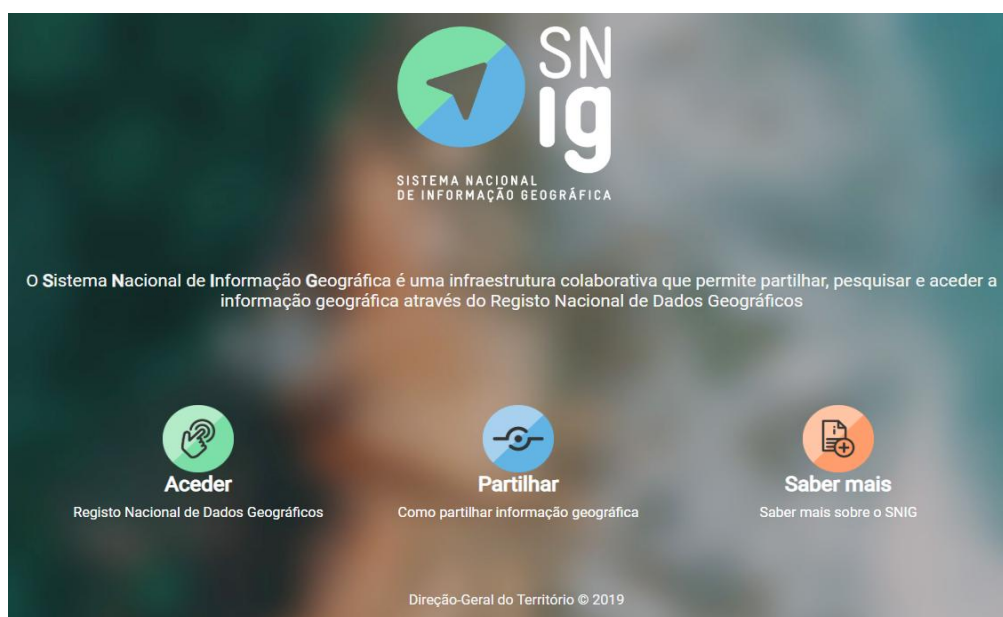 SN
ig
SISTEMA NACIONAL
DE INFORMAÇÃO GEOGRÁFICA
O Sistema Nacional de Informação Geográfica é uma infraestrutura colaborativa que permite partilhar, pesquisar e aceder a
informação geográfica através do Registo Nacional de Dados Geográficos
Aceder
Registo Nacional de Dados Geográficos
Partilhar
Como partilhar informação geográfica
Saber mais
Saber mais sobre o SNIG
Direção-Geral do Território © 2019